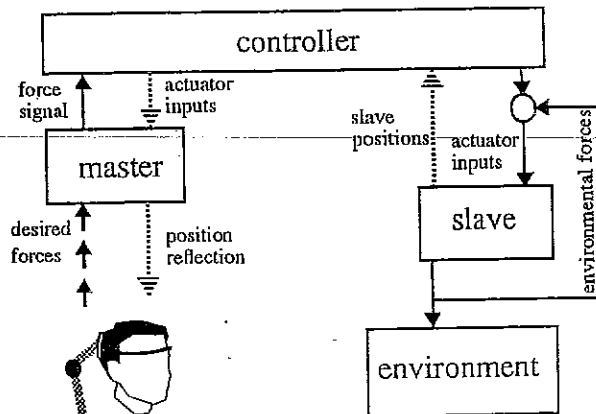 controller
force
signal
actuator
inputs
slave
positions
actuator
inputs
environmental forces
master
slave
desired
forces
position
reflection
environment